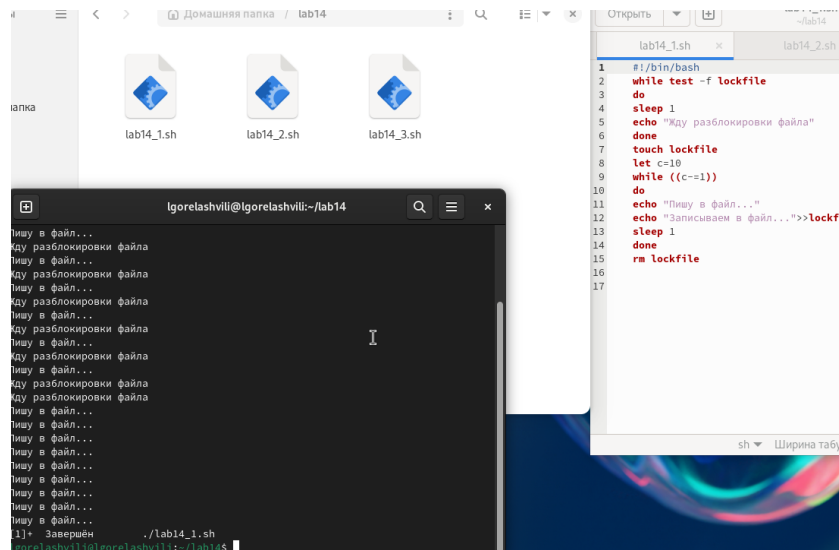 Домашняя папка / lab14
Открыть
~/lab14
lab14_1.sh
lab14_2.sh
lab14_3.sh
lab14_1.sh ×
lab14_2.sh
1 #!/bin/bash
2 while test -f lockfile
3 do
4 sleep 1
5 echo "Жду разблокировки файла"
6 done
7 touch lockfile
8 let c=10
9 while ((c-=1))
10 do
11 echo "Пишу в файл..."
12 echo "Записываем в файл...">>lockf
13 sleep 1
14 done
15 rm lockfile
16
17
sh
Ширина табу
lgorelashvili@lgorelashvili:~/lab14
Пишу в файл...
Жду разблокировки файла
Пишу в файл...
Жду разблокировки файла
Пишу в файл...
Жду разблокировки файла
Пишу в файл...
Жду разблокировки файла
Пишу в файл...
Жду разблокировки файла
Пишу в файл...
Жду разблокировки файла
Жду разблокировки файла
Пишу в файл...
Пишу в файл...
Пишу в файл...
Пишу в файл...
Пишу в файл...
Пишу в файл...
Пишу в файл...
Пишу в файл...
Пишу в файл...
[1]+ Завершён ./lab14_1.sh
lgorelashvili@lgorelashvili:~/lab14$